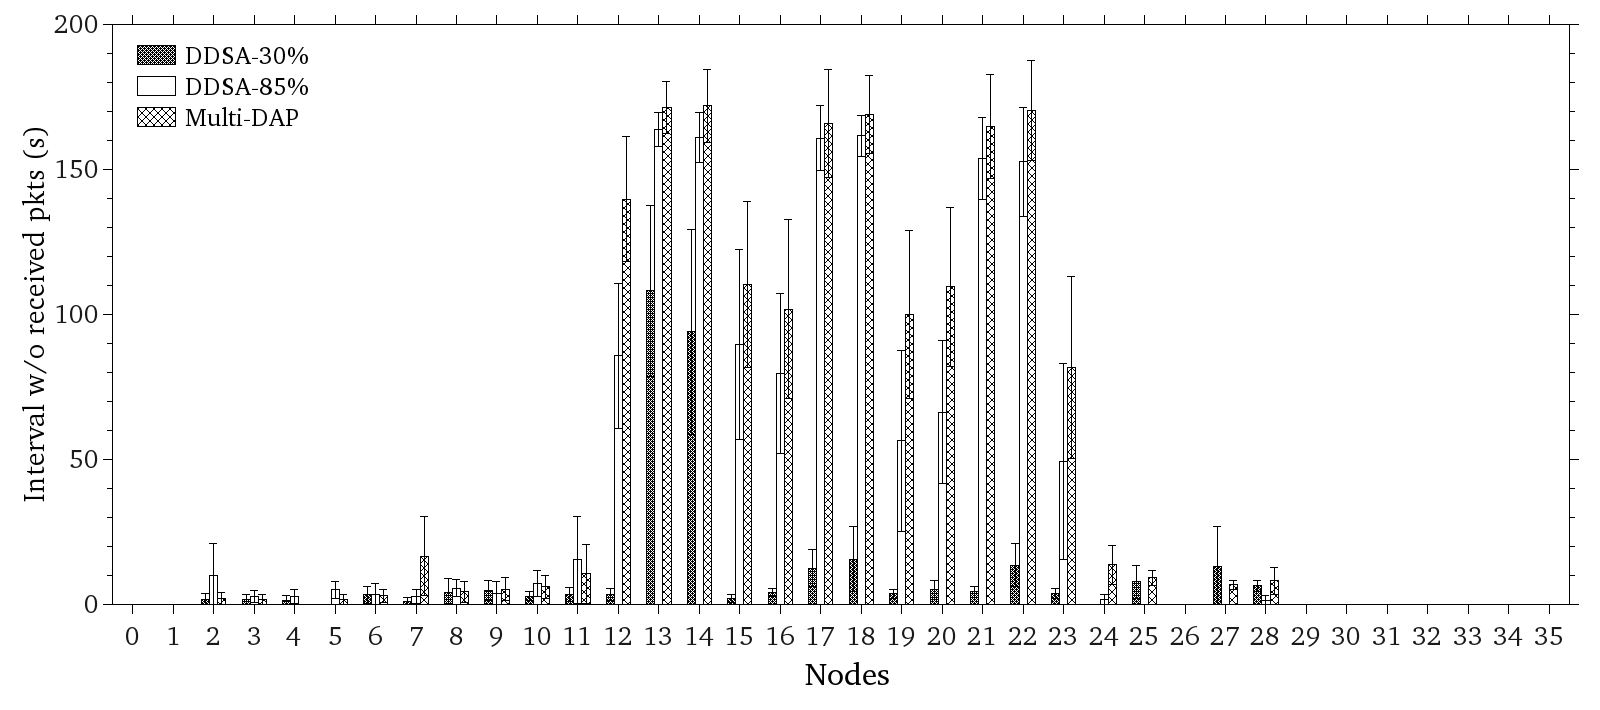 200
150
100
50
0
Interval w/o received pkts (s)
DDSA-30%
DDSA-85%
Multi-DAP
0 1 2 3 4 5 6 7 8 9 10 11 12 13 14 15 16 17 18 19 20 21 22 23 24 25 26 27 28 29 30 31 32 33 34 35
Nodes